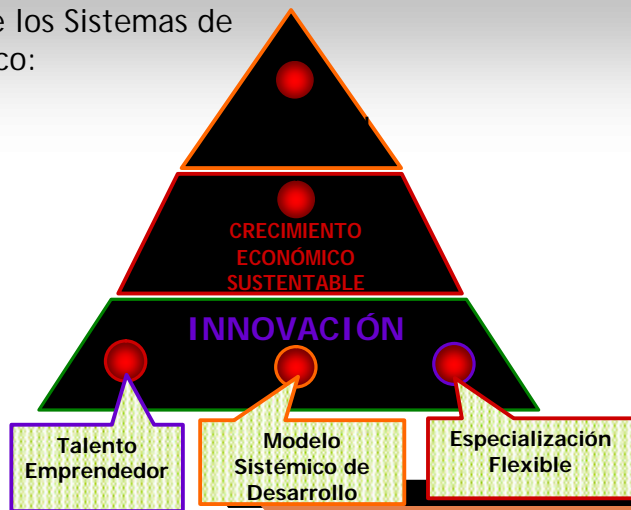 e los Sistemas de
co:
CRECIMIENTO
ECONÓMICO
SUSTENTABLE
INNOVACIÓN
Talento
Emprendedor
Modelo
Sistémico de
Desarrollo
Especialización
Flexible